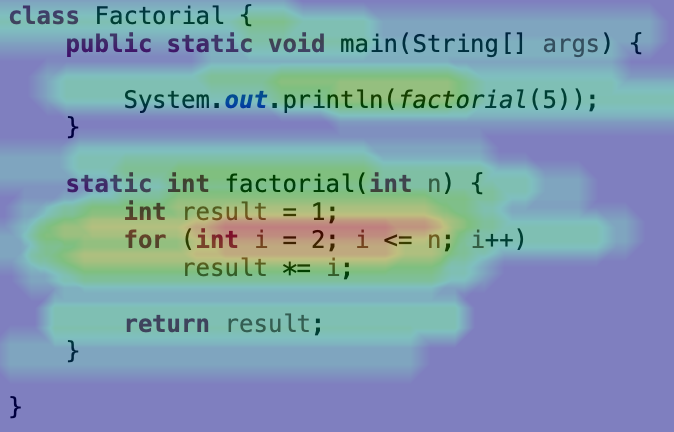 class Factorial {
    public static void main(String[] args) {
        System.out.println(factorial(5));
    }
    static int factorial(int n) {
        int result = 1;
        for (int i = 2; i <= n; i++)
            result *= i;
        return result;
    }
}